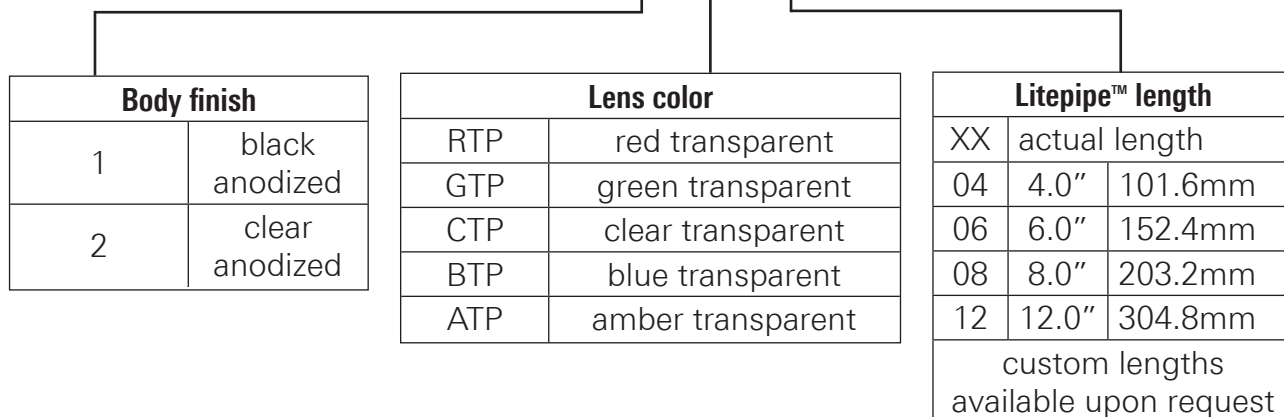 Body finish
1 black anodized
2 clear anodized
Lens color
RTP red transparent
GTP green transparent
CTP clear transparent
BTP blue transparent
ATP amber transparent
Litepipe™ length
XX actual length
04 4.0″ 101.6mm
06 6.0″ 152.4mm
08 8.0″ 203.2mm
12 12.0″ 304.8mm
custom lengths
available upon request